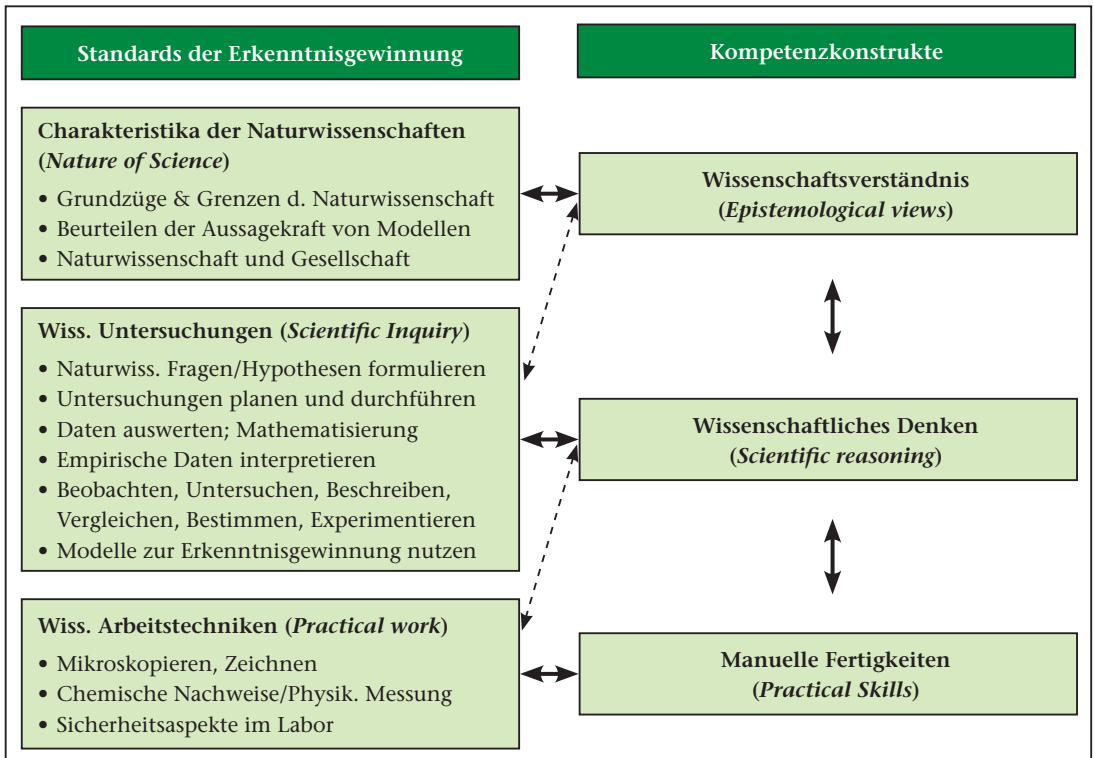 Standards der Erkenntnisgewinnung
Kompetenzkonstrukte
Charakteristika der Naturwissenschaften
(Nature of Science)
• Grundzüge & Grenzen d. Naturwissenschaft
• Beurteilen der Aussagekraft von Modellen
• Naturwissenschaft und Gesellschaft
Wissenschaftsverständnis
(Epistemological views)
Wiss. Untersuchungen (Scientific Inquiry)
• Naturwiss. Fragen/Hypothesen formulieren
• Untersuchungen planen und durchführen
• Daten auswerten; Mathematisierung
• Empirische Daten interpretieren
• Beobachten, Untersuchen, Beschreiben,
Vergleichen, Bestimmen, Experimentieren
• Modelle zur Erkenntnisgewinnung nutzen
Wissenschaftliches Denken
(Scientific reasoning)
Wiss. Arbeitstechniken (Practical work)
• Mikroskopieren, Zeichnen
• Chemische Nachweise/Physik. Messung
• Sicherheitsaspekte im Labor
Manuelle Fertigkeiten
(Practical Skills)